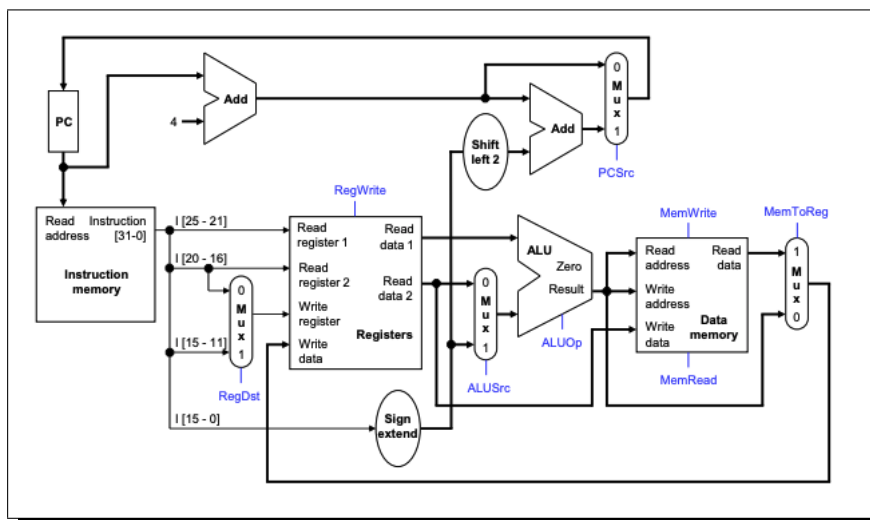 PC
Add
4
Add
0
M
u
x
1
PCSrc
Shift
left 2
Read
address
Instruction
[31-0]
Instruction
memory
I [25 - 21]
I [20 - 16]
I [15 - 11]
I [15 - 0]
0
M
u
x
1
RegDst
RegWrite
Read
register 1
Read
data 1
Read
register 2
Read
data 2
Write
register
Write
data
Registers
Sign
extend
0
M
u
x
1
ALUSrc
ALU
Zero
Result
ALUOp
MemWrite
Read
address
Read
data
Write
address
Write
data
Data
memory
MemRead
MemToReg
1
M
u
x
0